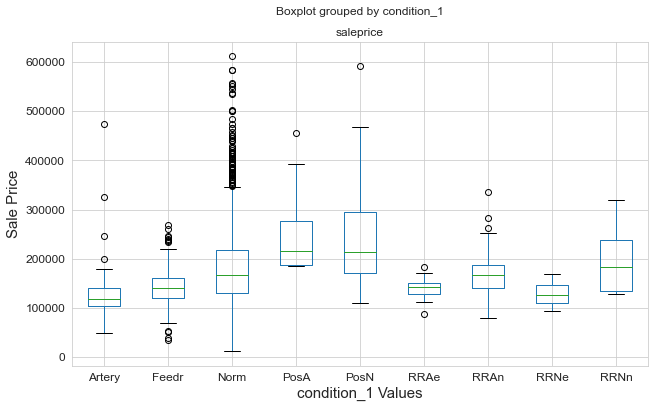 Boxplot grouped by condition_1
saleprice
600000
500000
400000
300000
200000
100000
0
Sale Price
Artery Feedr Norm PosA PosN RRAe RRAn RRNe RRNn
condition_1 Values